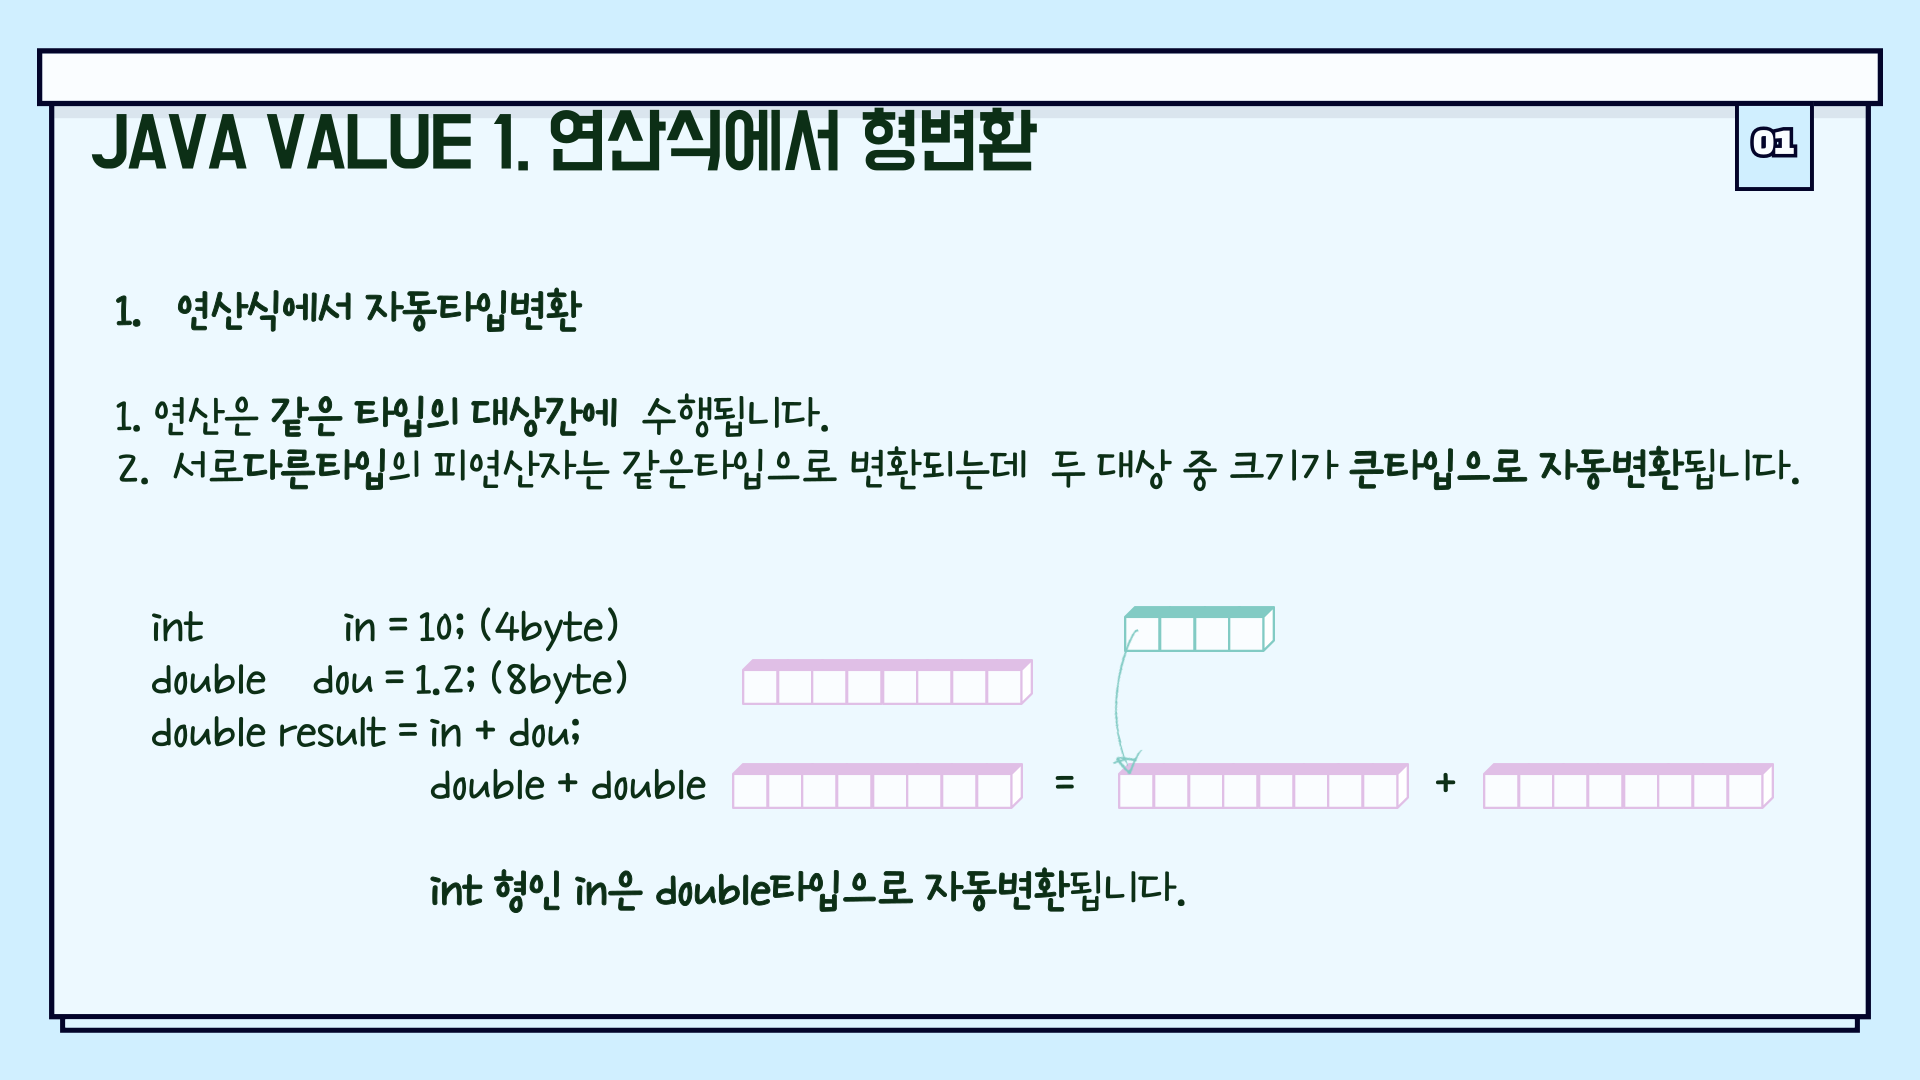 JAVA VALUE 1. 연산식에서 형변환
01
1. 연산식에서 자동타입변환
1. 연산은 같은 타입의 대상간에 수행됩니다.
2. 서로다른타입의 피연산자는 같은타입으로 변환되는데 두 대상 중 크기가 큰타입으로 자동변환됩니다.
int in = 10; (4byte)
double dou = 1.2; (8byte)
double result = in + dou;
double + double = +
int 형인 in은 double타입으로 자동변환됩니다.